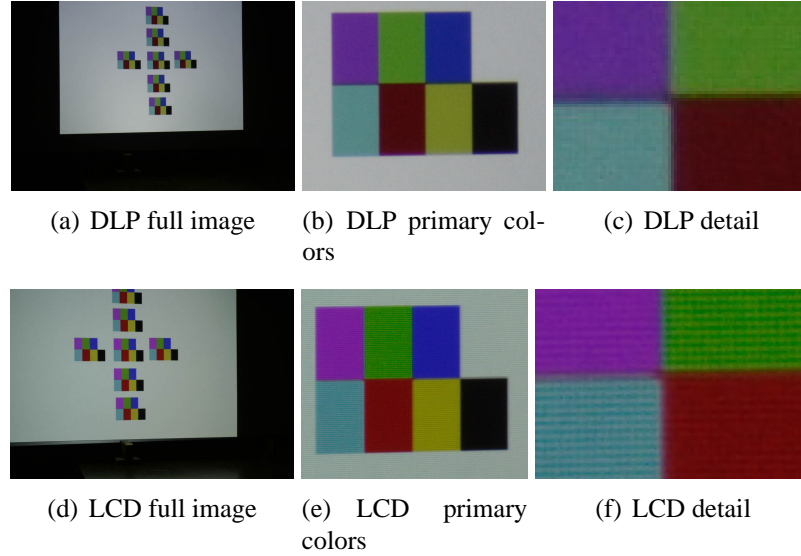 (a) DLP full image
(b) DLP primary col-
ors
(c) DLP detail
(d) LCD full image
(e) LCD primary
colors
(f) LCD detail